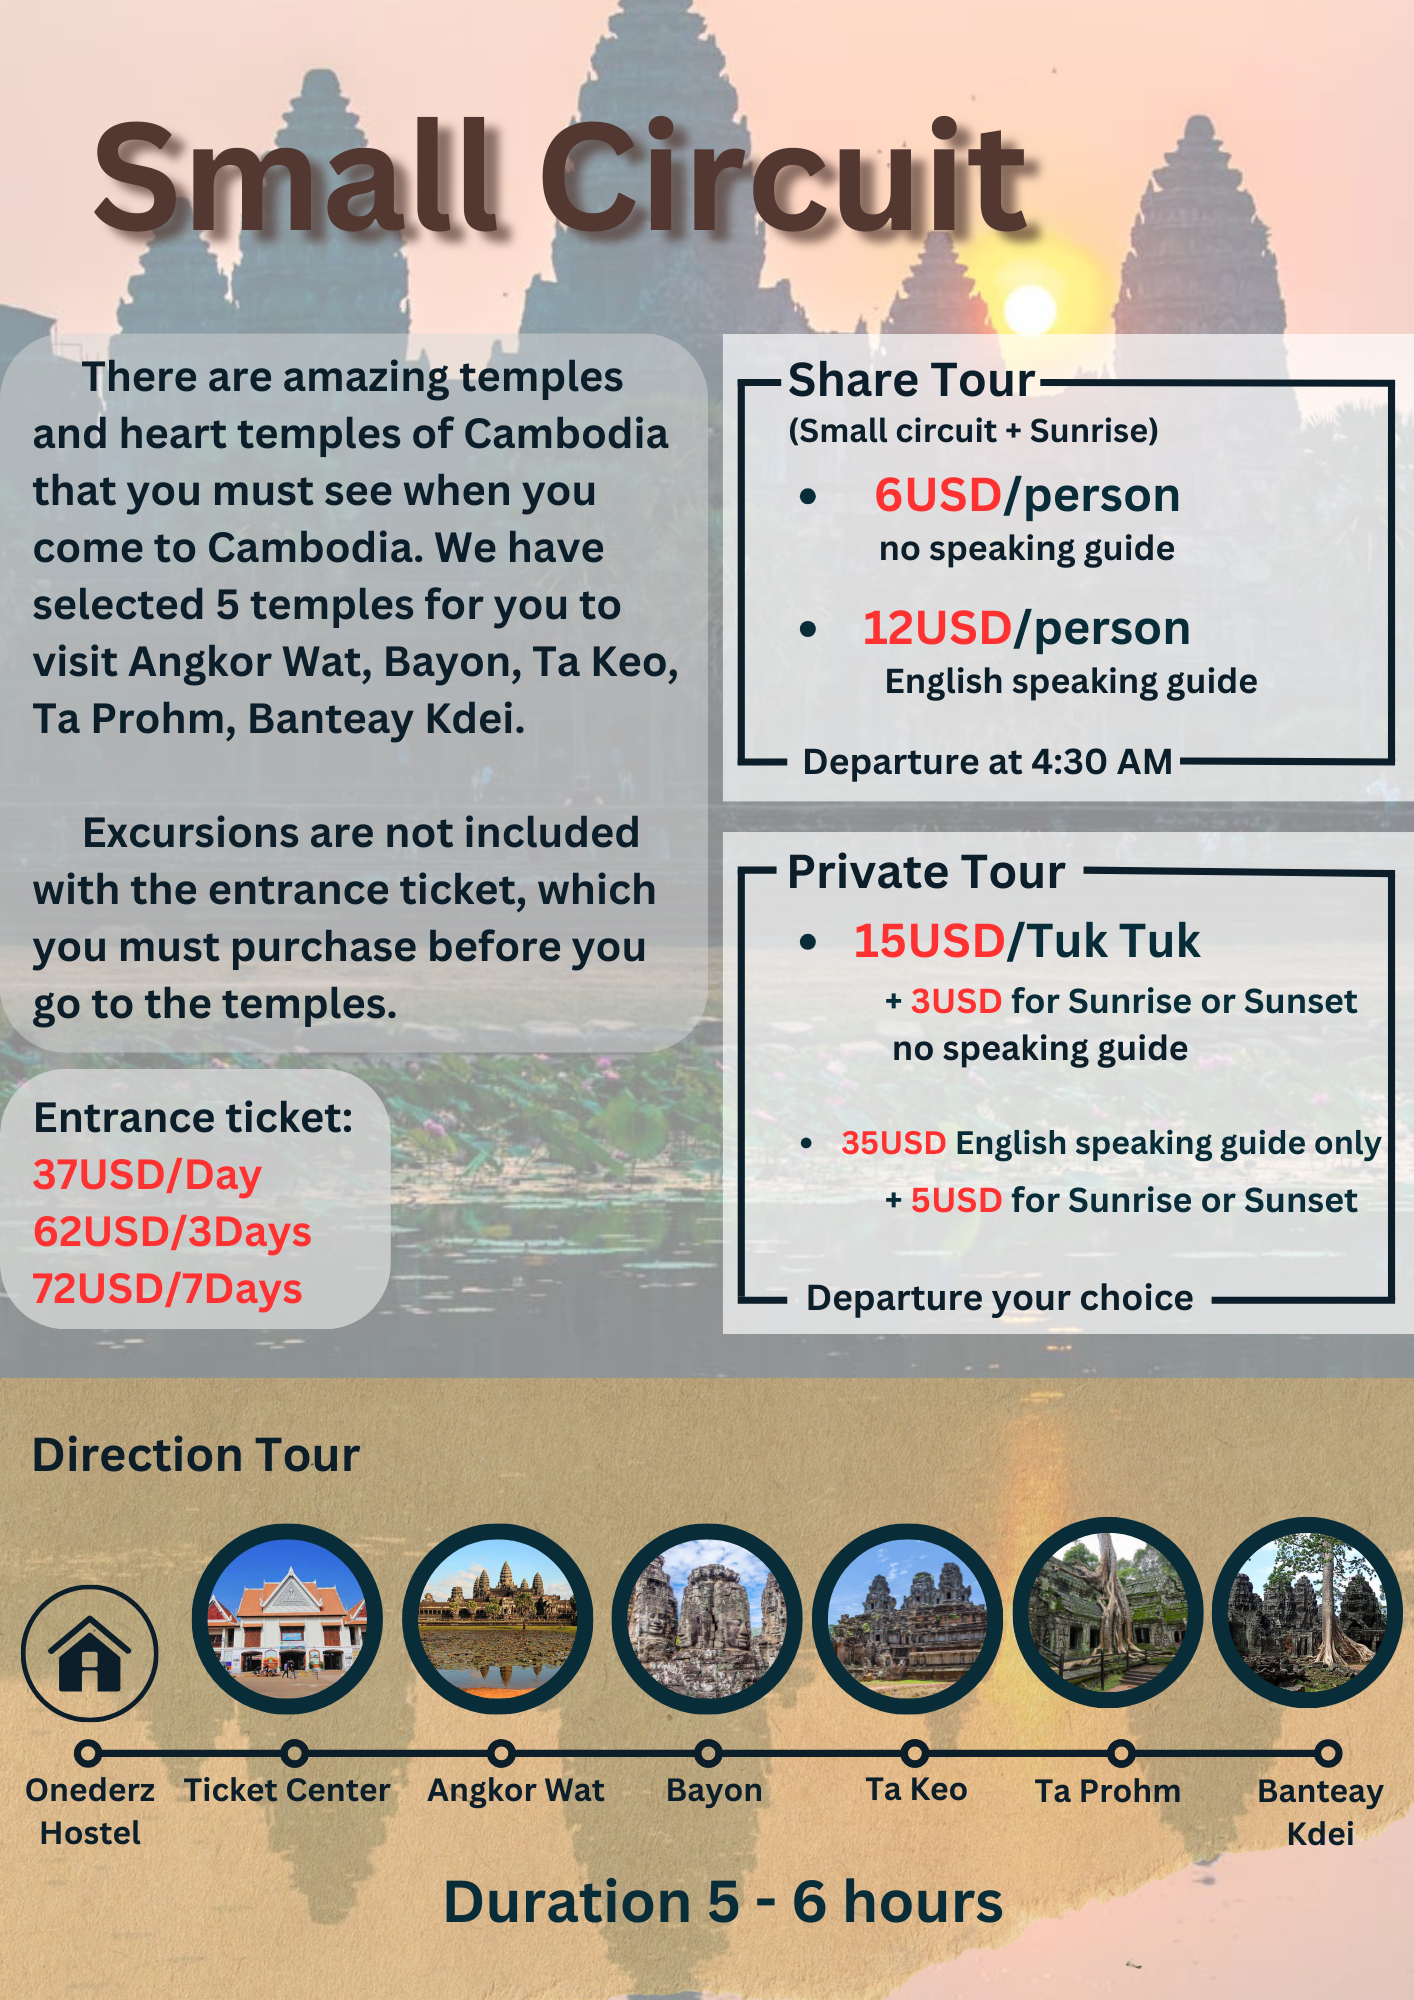 Small Circuit
There are amazing temples
and heart temples of Cambodia
that you must see when you
come to Cambodia. We have
selected 5 temples for you to
visit Angkor Wat, Bayon, Ta Keo,
Ta Prohm, Banteay Kdei.
Excursions are not included
with the entrance ticket, which
you must purchase before you
go to the temples.
Entrance ticket:
37USD/Day
62USD/3Days
72USD/7Days
Share Tour
(Small circuit + Sunrise)
• 6USD/person
no speaking guide
• 12USD/person
English speaking guide
Departure at 4:30 AM
Private Tour
• 15USD/Tuk Tuk
+ 3USD for Sunrise or Sunset
no speaking guide
• 35USD English speaking guide only
+ 5USD for Sunrise or Sunset
Departure your choice
Direction Tour
Onederz
Hostel
Ticket Center
Angkor Wat
Bayon
Ta Keo
Ta Prohm
Banteay
Kdei
Duration 5 - 6 hours